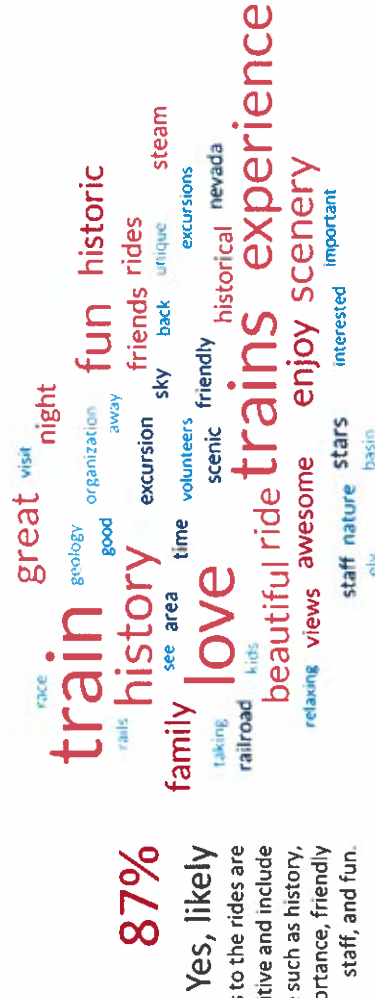 87%
Yes, likely
s to the rides are
tive and include
such as history,
ortance, friendly
staff, and fun.
great visit
race night
geology organization
train good away fun historic
rails history excursion friends rides steam
see area time sky back unique
family love volunteers friendly excursions
taking scenic historical nevada
railroad kids trains experience
beautiful ride
relaxing views awesome enjoy scenery
interested important
staff nature stars
ely basin